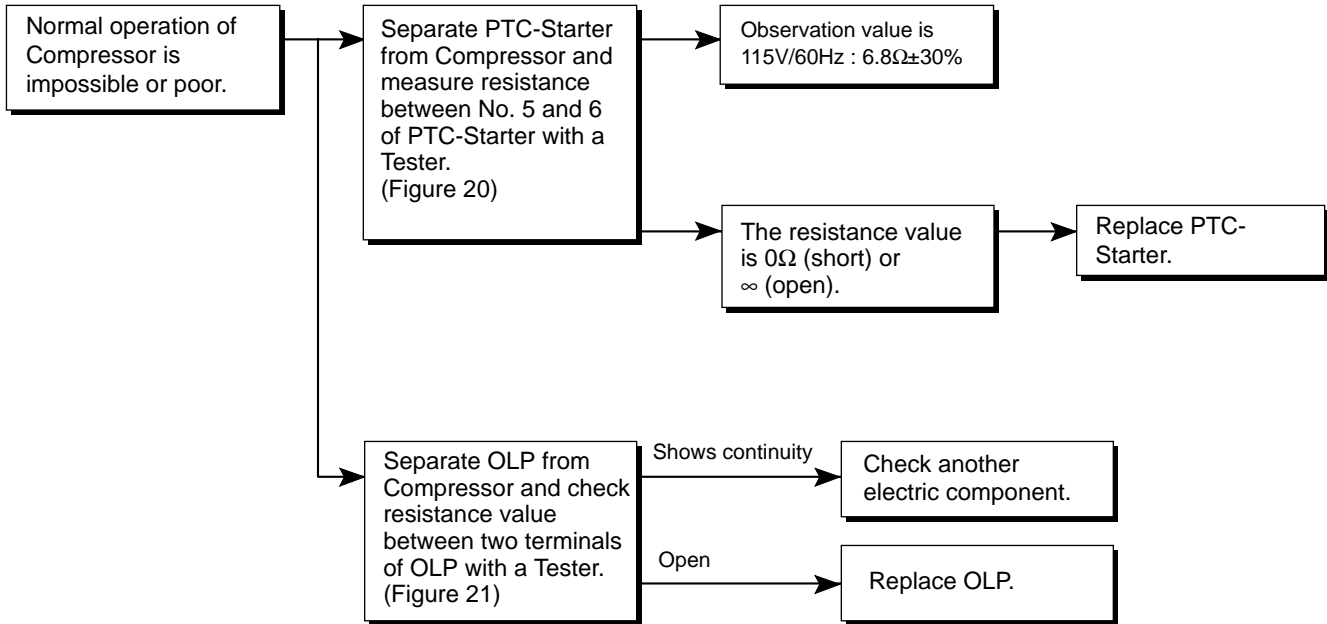 Normal operation of
Compressor is
impossible or poor.
Separate PTC-Starter
from Compressor and
measure resistance
between No. 5 and 6
of PTC-Starter with a
Tester.
(Figure 20)
Observation value is
115V/60Hz : 6.8Ω±30%
The resistance value
is 0Ω (short) or
∞ (open).
Replace PTC-
Starter.
Separate OLP from
Compressor and check
resistance value
between two terminals
of OLP with a Tester.
(Figure 21)
Shows continuity
Check another
electric component.
Open
Replace OLP.